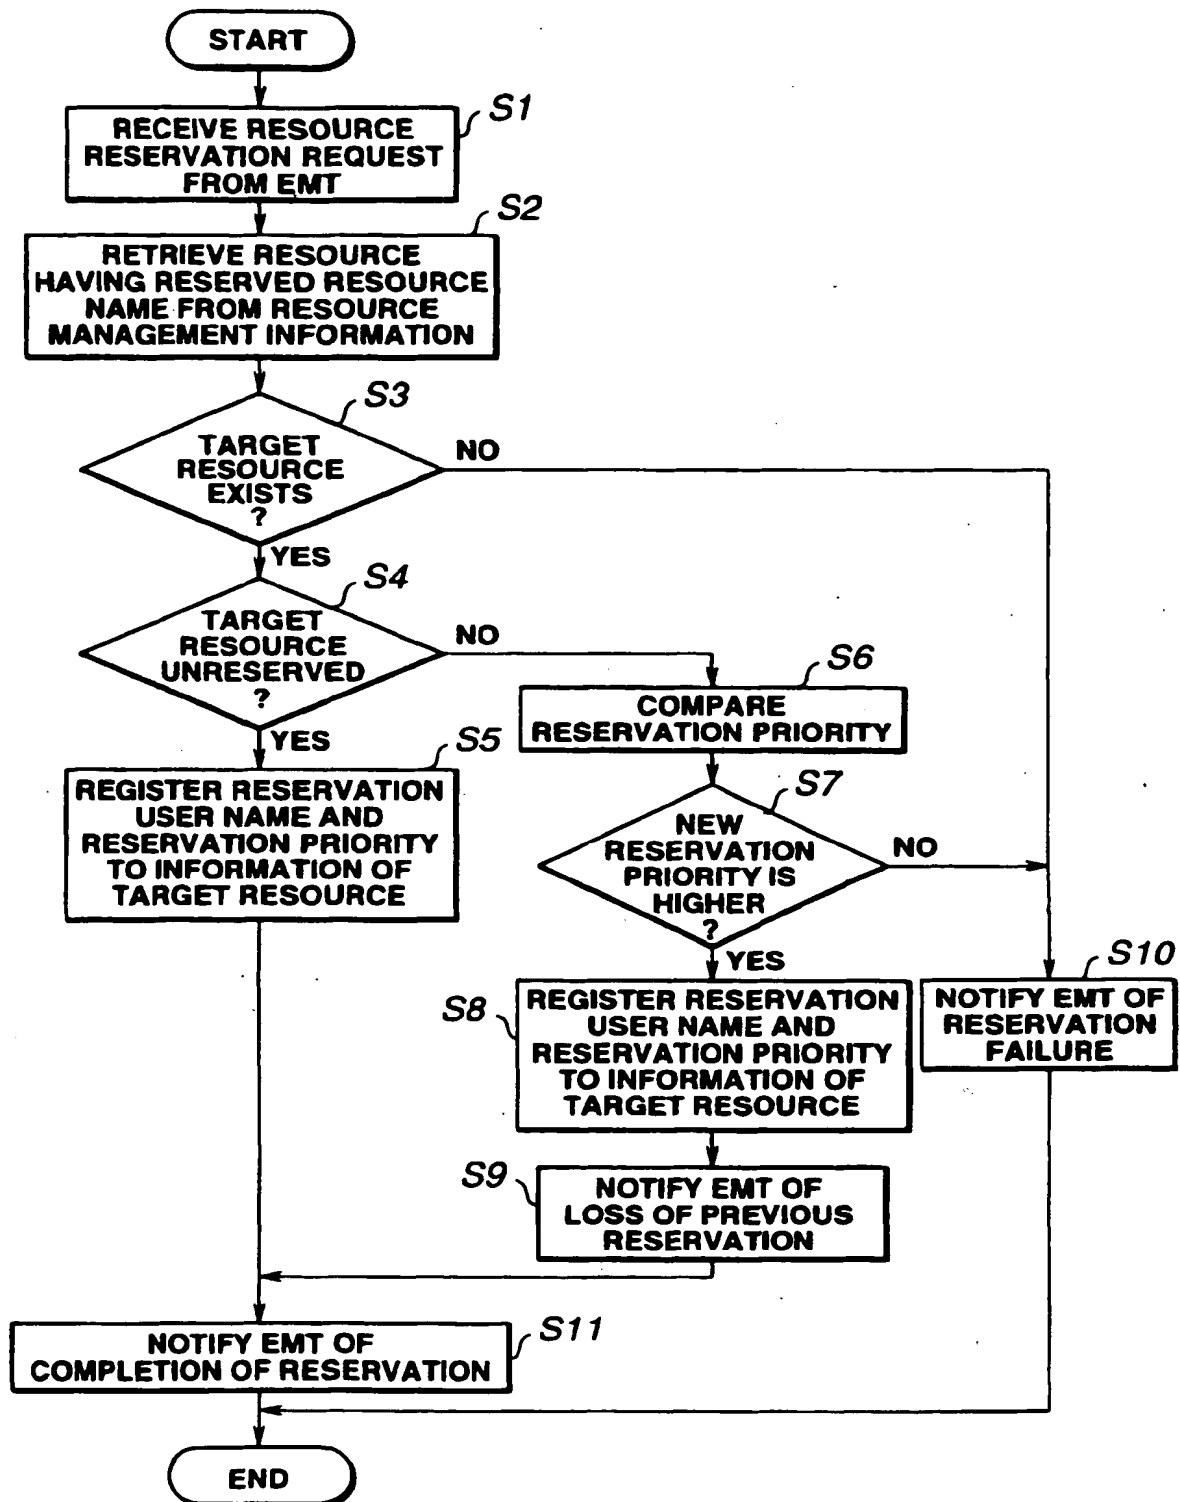 START
S1
RECEIVE RESOURCE
RESERVATION REQUEST
FROM EMT
S2
RETRIEVE RESOURCE
HAVING RESERVED RESOURCE
NAME FROM RESOURCE
MANAGEMENT INFORMATION
S3
TARGET
RESOURCE
EXISTS
?
NO
YES
S4
TARGET
RESOURCE
UNRESERVED
?
NO
YES
S5
REGISTER RESERVATION
USER NAME AND
RESERVATION PRIORITY
TO INFORMATION OF
TARGET RESOURCE
S6
COMPARE
RESERVATION PRIORITY
S7
NEW
RESERVATION
PRIORITY IS
HIGHER
?
NO
YES
S8
REGISTER RESERVATION
USER NAME AND
RESERVATION PRIORITY
TO INFORMATION OF
TARGET RESOURCE
S10
NOTIFY EMT OF
RESERVATION
FAILURE
S9
NOTIFY EMT OF
LOSS OF PREVIOUS
RESERVATION
S11
NOTIFY EMT OF
COMPLETION OF RESERVATION
END